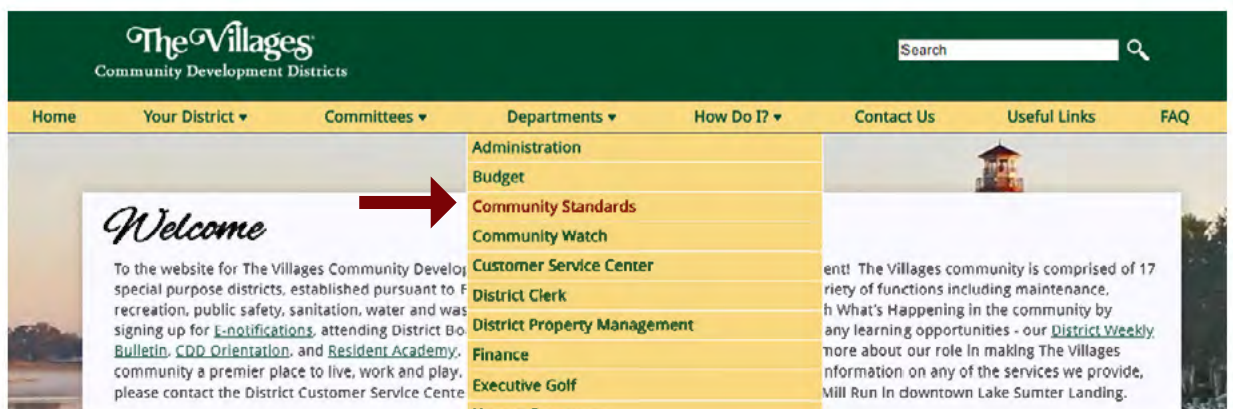 The Villages
Community Development Districts
Search
Home Your District ▾ Committees ▾ Departments ▾ How Do I? ▾ Contact Us Useful Links FAQ
Administration
Budget
Community Standards
Community Watch
Customer Service Center
District Clerk
District Property Management
Finance
Executive Golf
Welcome
To the website for The Villages Community Develop ent! The Villages community is comprised of 17
special purpose districts, established pursuant to F riety of functions including maintenance,
recreation, public safety, sanitation, water and was h What's Happening in the community by
signing up for E-notifications, attending District Bo any learning opportunities - our District Weekly
Bulletin, CDD Orientation, and Resident Academy. more about our role in making The Villages
community a premier place to live, work and play. nformation on any of the services we provide,
please contact the District Customer Service Cente Mill Run in downtown Lake Sumter Landing.